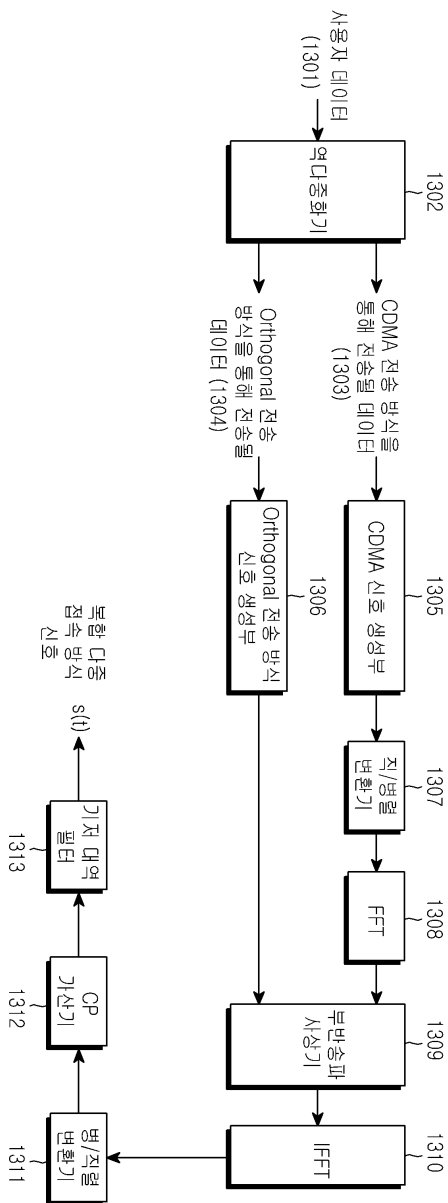 사용자 데이터
(1301)
1302
역다중화기
CDMA 전송 방식을
통해 전송될 데이터
(1303)
Orthogonal 전송
방식을 통해 전송될
데이터 (1304)
1305
CDMA 신호 생성부
1306
Orthogonal 전송 방식
신호 생성부
1307
직/병렬
변환기
1308
FFT
1309
부반송파
사상기
1310
IFFT
1311
병/직렬
변환기
1312
CP
가산기
1313
기저 대역
필터
s(t)
복합 다중
접속 방식
신호